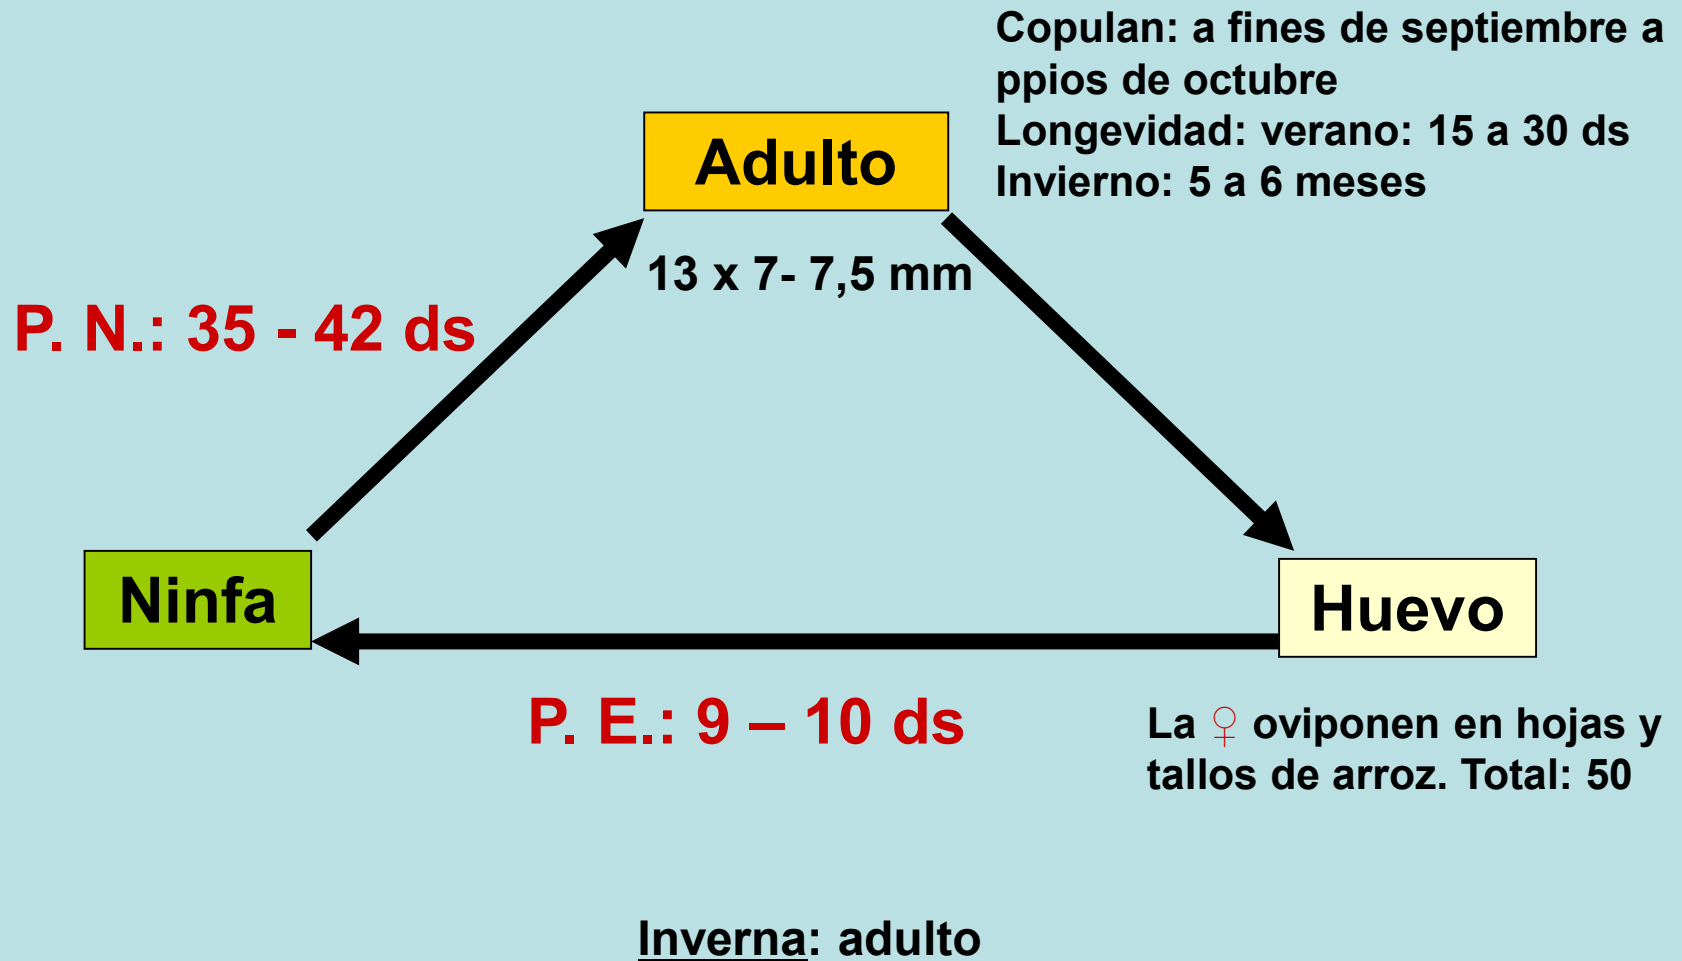 Copulan: a fines de septiembre a
ppios de octubre
Longevidad: verano: 15 a 30 ds
Invierno: 5 a 6 meses
Adulto
13 x 7- 7,5 mm
P. N.: 35 - 42 ds
Ninfa
Huevo
P. E.: 9 – 10 ds
La ♀ oviponen en hojas y
tallos de arroz. Total: 50
Inverna: adulto